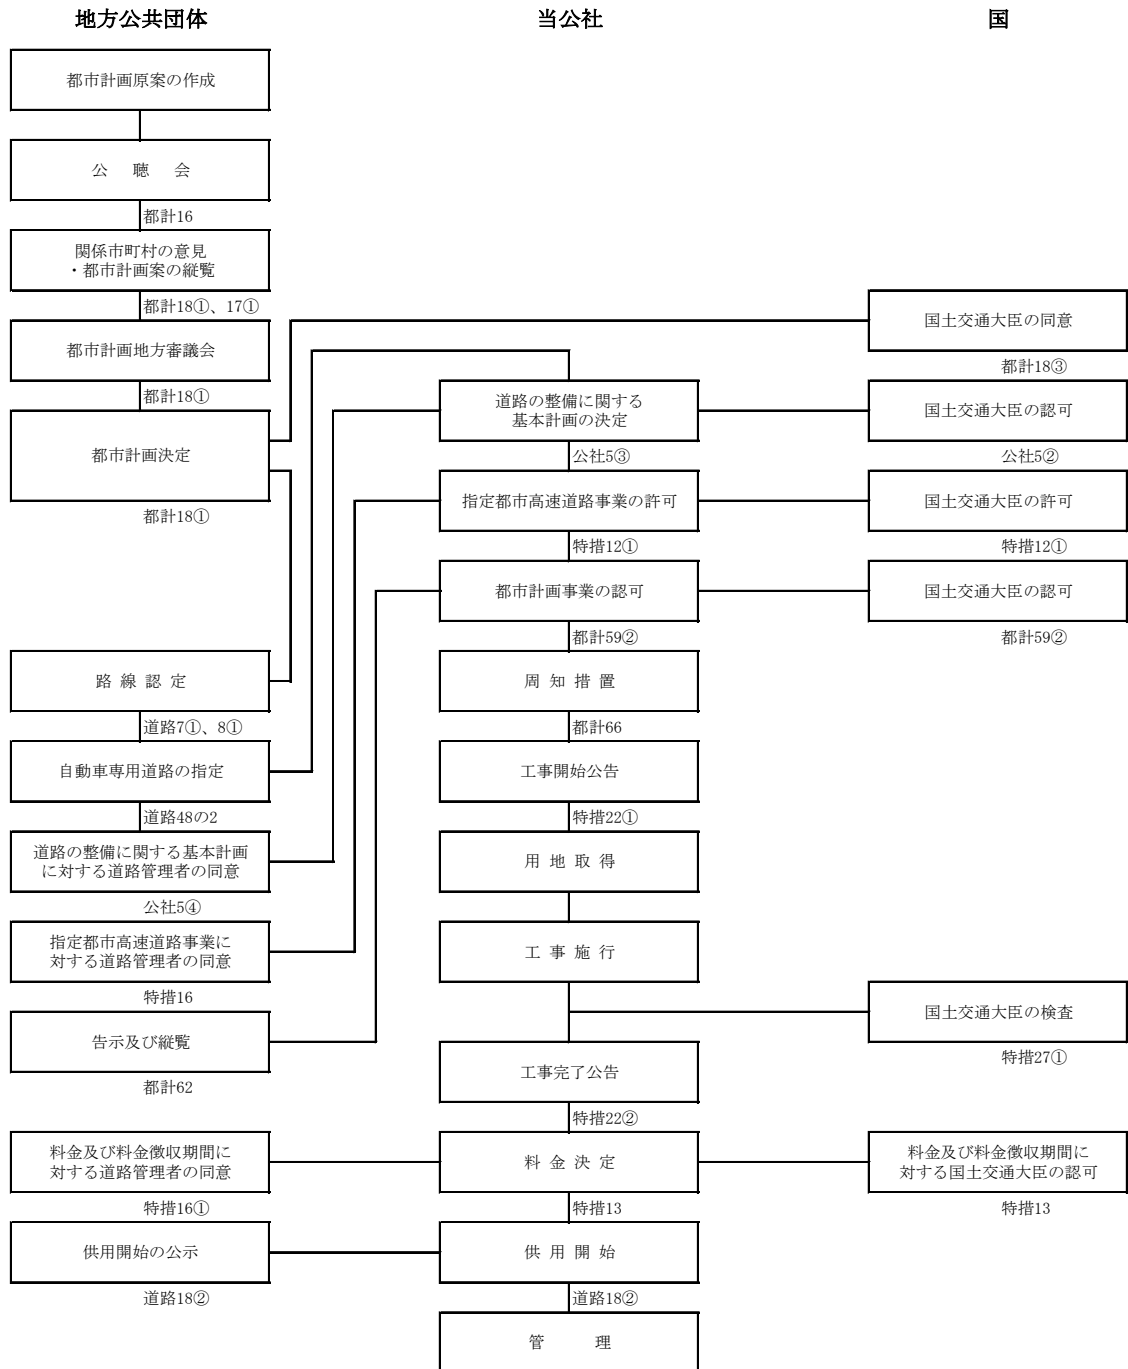 地方公共団体
当公社
国
都市計画原案の作成
公　聴　会
都計16
関係市町村の意見
・都市計画案の縦覧
都計18①、17①
都市計画地方審議会
都計18①
都市計画決定
都計18①
路 線 認 定
道路7①、8①
自動車専用道路の指定
道路48の2
道路の整備に関する基本計画
に対する道路管理者の同意
公社5④
指定都市高速道路事業に
対する道路管理者の同意
特措16
告示及び縦覧
都計62
料金及び料金徴収期間に
対する道路管理者の同意
特措16①
供用開始の公示
道路18②
道路の整備に関する
基本計画の決定
公社5③
指定都市高速道路事業の許可
特措12①
都市計画事業の認可
都計59②
周 知 措 置
都計66
工事開始公告
特措22①
用 地 取 得
工 事 施 行
工事完了公告
特措22②
料 金 決 定
特措13
供 用 開 始
道路18②
管　　理
国土交通大臣の同意
都計18③
国土交通大臣の認可
公社5②
国土交通大臣の許可
特措12①
国土交通大臣の認可
都計59②
国土交通大臣の検査
特措27①
料金及び料金徴収期間に
対する国土交通大臣の認可
特措13